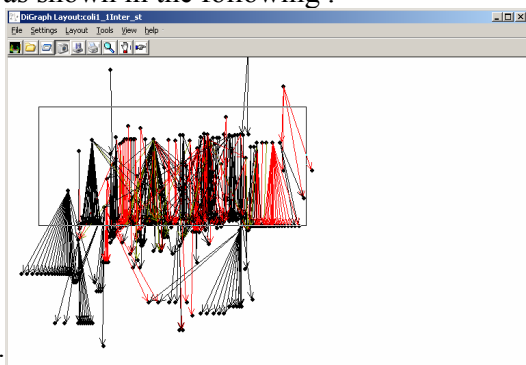 as shown in the following :
DiGraph Layout:coli1_1Inter_st
File Settings Layout Tools View help